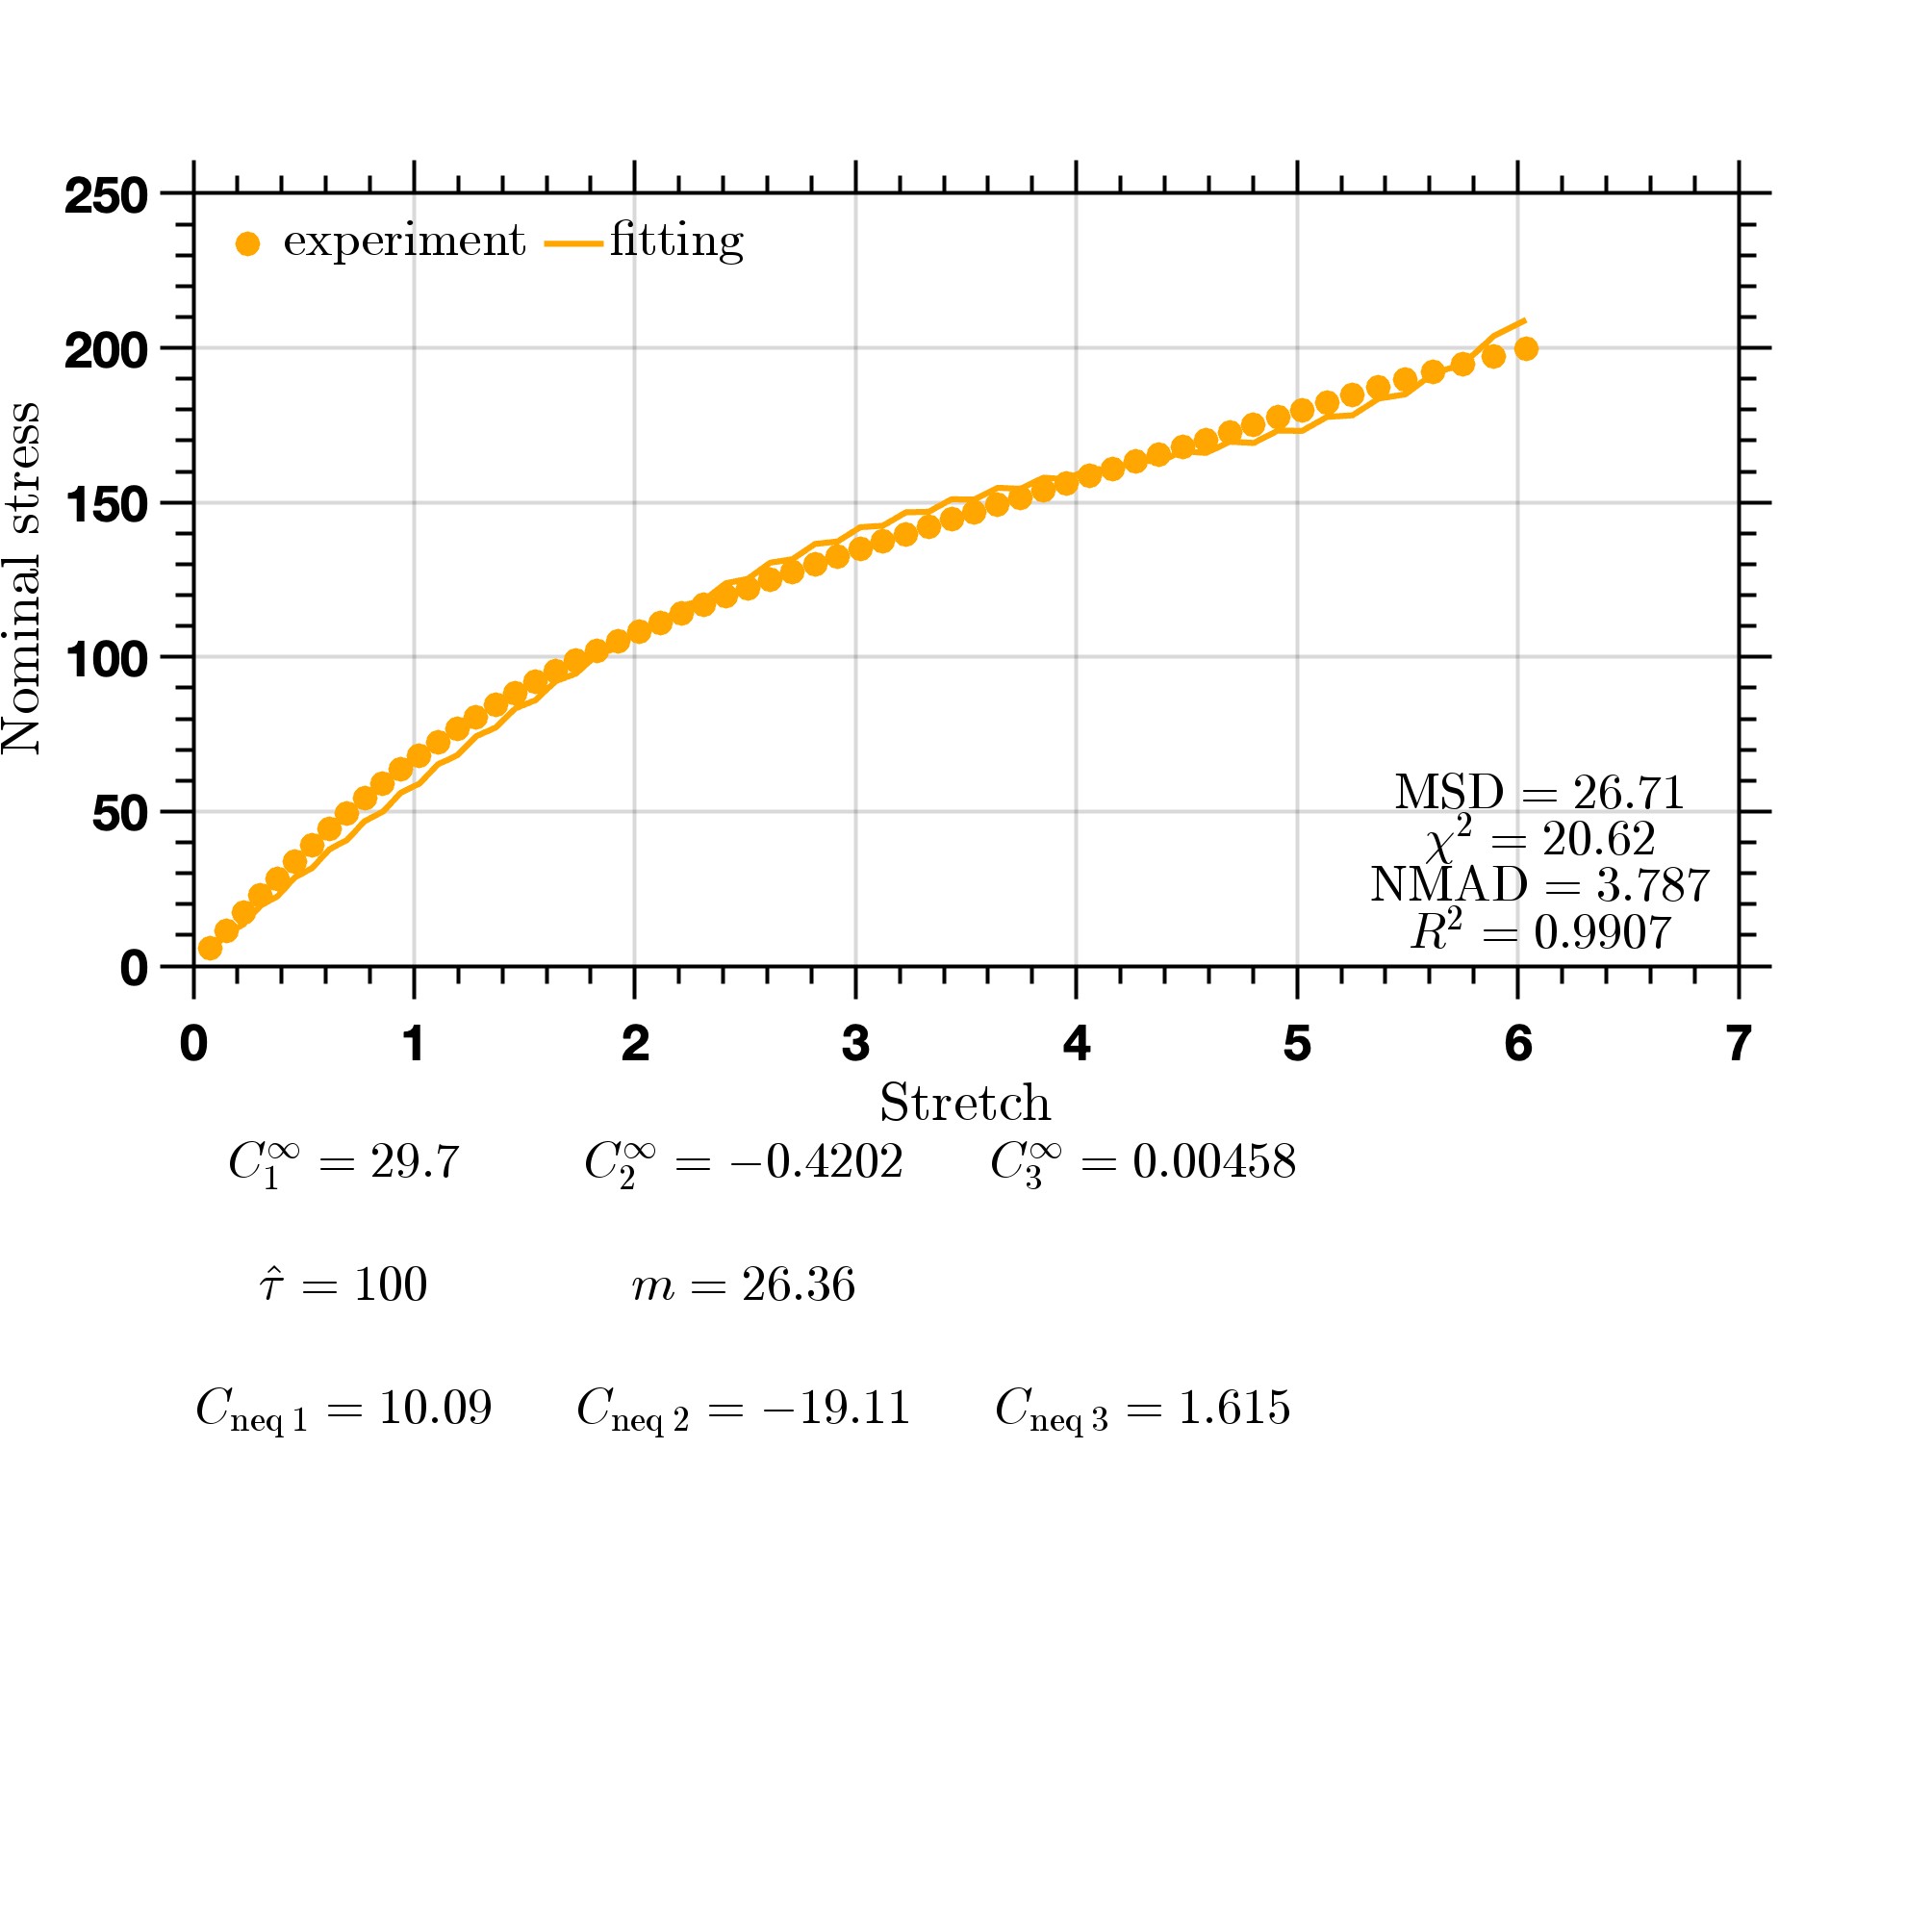 250
200
150
100
50
0
Nominal stress
experiment fitting
MSD = 26.71
χ² = 20.62
NMAD = 3.787
R² = 0.9907
0 1 2 3 4 5 6 7
Stretch
C₁^∞ = 29.7 C₂^∞ = −0.4202 C₃^∞ = 0.00458
τ̂ = 100 m = 26.36
C_neq 1 = 10.09 C_neq 2 = −19.11 C_neq 3 = 1.615